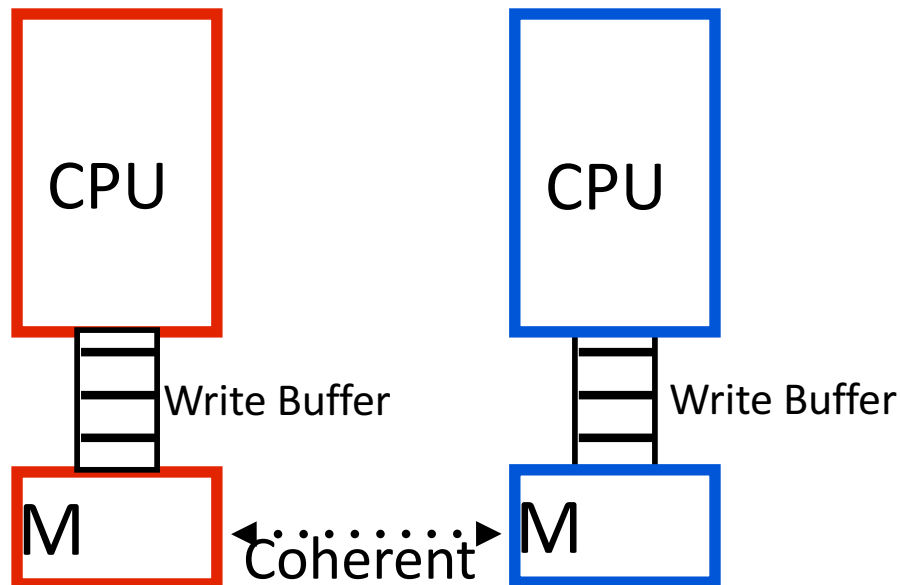 CPU
CPU
Write Buffer
Write Buffer
M
M
Coherent